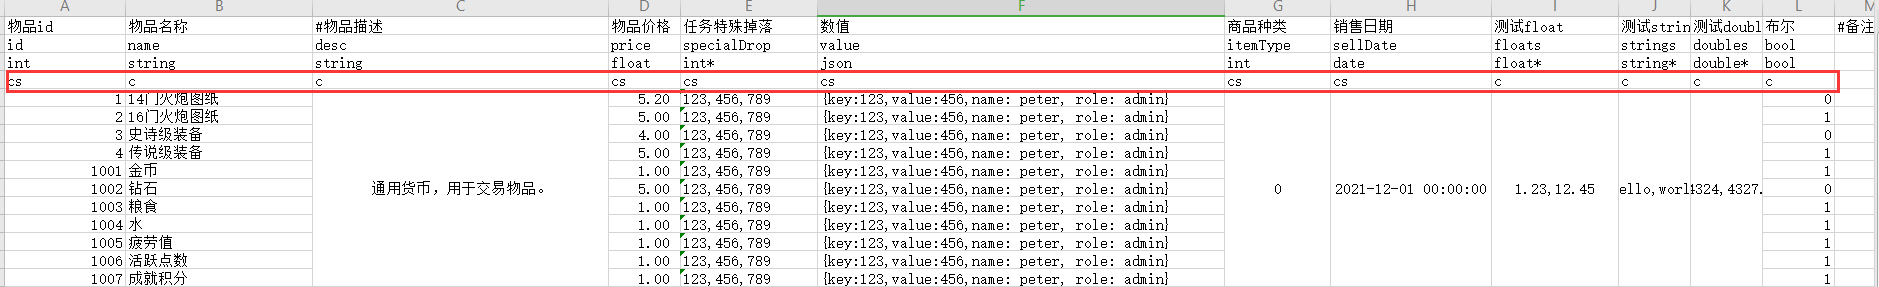 A B C D E F G H I J K L M
物品id 物品名称 #物品描述 物品价格 任务特殊掉落 数值 商品种类 销售日期 测试float 测试strin 测试doubl 布尔 #备注
id name desc price specialDrop value itemType sellDate floats strings doubles bool
int string string float int* json int date float* string* double* bool
cs c c cs cs cs cs cs c c c c
1 14门火炮图纸 5.20 123,456,789 {key:123,value:456,name: peter, role: admin} 0
2 16门火炮图纸 5.00 123,456,789 {key:123,value:456,name: peter, role: admin} 1
3 史诗级装备 4.00 123,456,789 {key:123,value:456,name: peter, role: admin} 0
4 传说级装备 5.00 123,456,789 {key:123,value:456,name: peter, role: admin} 1
1001 金币 1.00 123,456,789 {key:123,value:456,name: peter, role: admin} 1
1002 钻石 通用货币，用于交易物品。 5.00 123,456,789 {key:123,value:456,name: peter, role: admin} 0 2021-12-01 00:00:00 1.23,12.45 ello,worl 4324,4327. 0
1003 粮食 1.00 123,456,789 {key:123,value:456,name: peter, role: admin} 1
1004 水 1.00 123,456,789 {key:123,value:456,name: peter, role: admin} 1
1005 疲劳值 1.00 123,456,789 {key:123,value:456,name: peter, role: admin} 1
1006 活跃点数 1.00 123,456,789 {key:123,value:456,name: peter, role: admin} 1
1007 成就积分 1.00 123,456,789 {key:123,value:456,name: peter, role: admin} 1